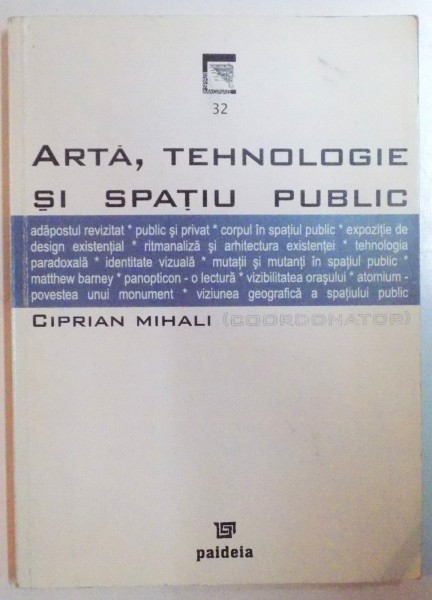 32
ARTĂ, TEHNOLOGIE
ȘI SPAȚIU PUBLIC
adăpostul revizitat * public și privat * corpul în spațiul public * expoziție de
design existențial * ritmanaliză și arhitectura existenței * tehnologia
paradoxală * identitate vizuală * mutații și mutanți în spațiul public *
matthew barney * panopticon - o lectură * vizibilitatea orașului * atomium -
povestea unui monument * viziunea geografică a spațiului public
CIPRIAN MIHALI (COORDONATOR)
paideia